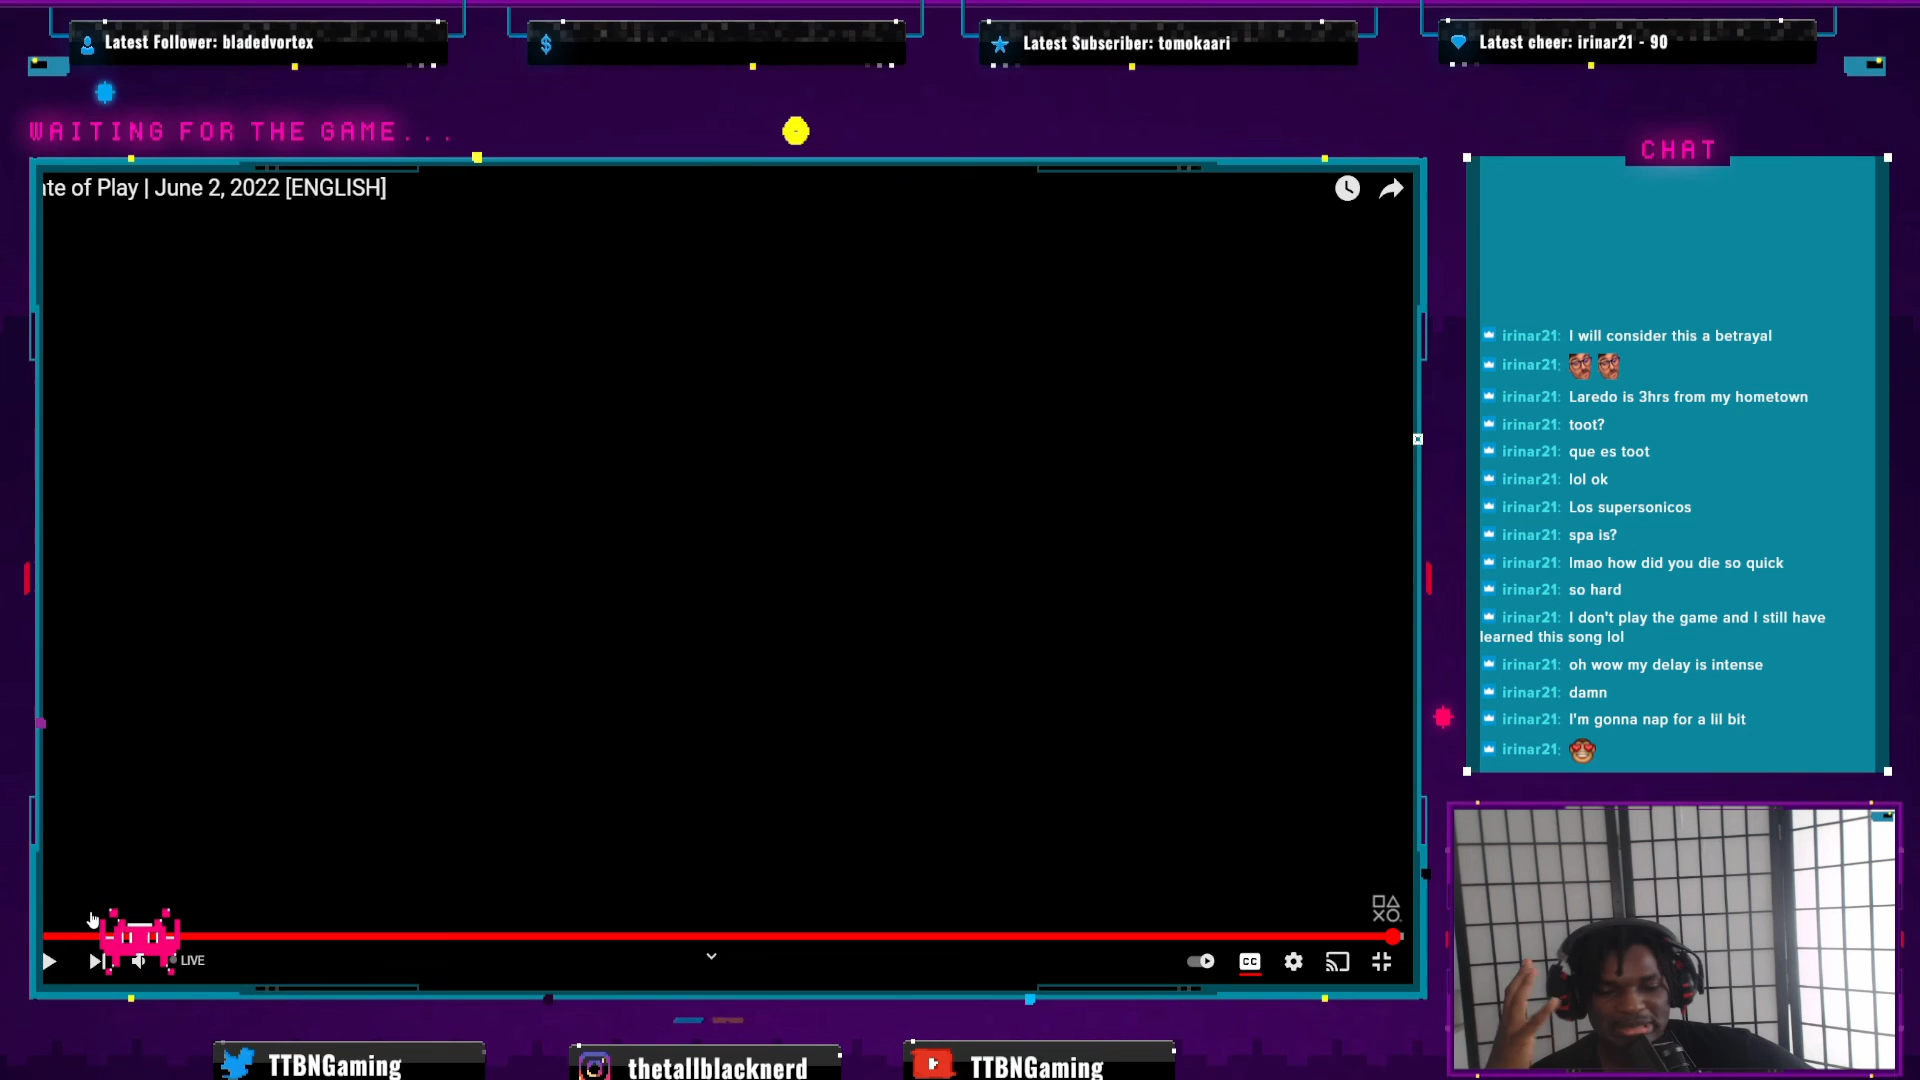 Latest Follower: bladedvortex
Latest Subscriber: tomokaari
Latest cheer: irinar21 - 90
WAITING FOR THE GAME...
CHAT
ate of Play | June 2, 2022 [ENGLISH]
irinar21: I will consider this a betrayal
irinar21:
irinar21: Laredo is 3hrs from my hometown
irinar21: toot?
irinar21: que es toot
irinar21: lol ok
irinar21: Los supersonicos
irinar21: spa is?
irinar21: lmao how did you die so quick
irinar21: so hard
irinar21: I don't play the game and I still have
learned this song lol
irinar21: oh wow my delay is intense
irinar21: damn
irinar21: I'm gonna nap for a lil bit
irinar21:
LIVE
CC
TTBNGaming
thetallblacknerd
TTBNGaming